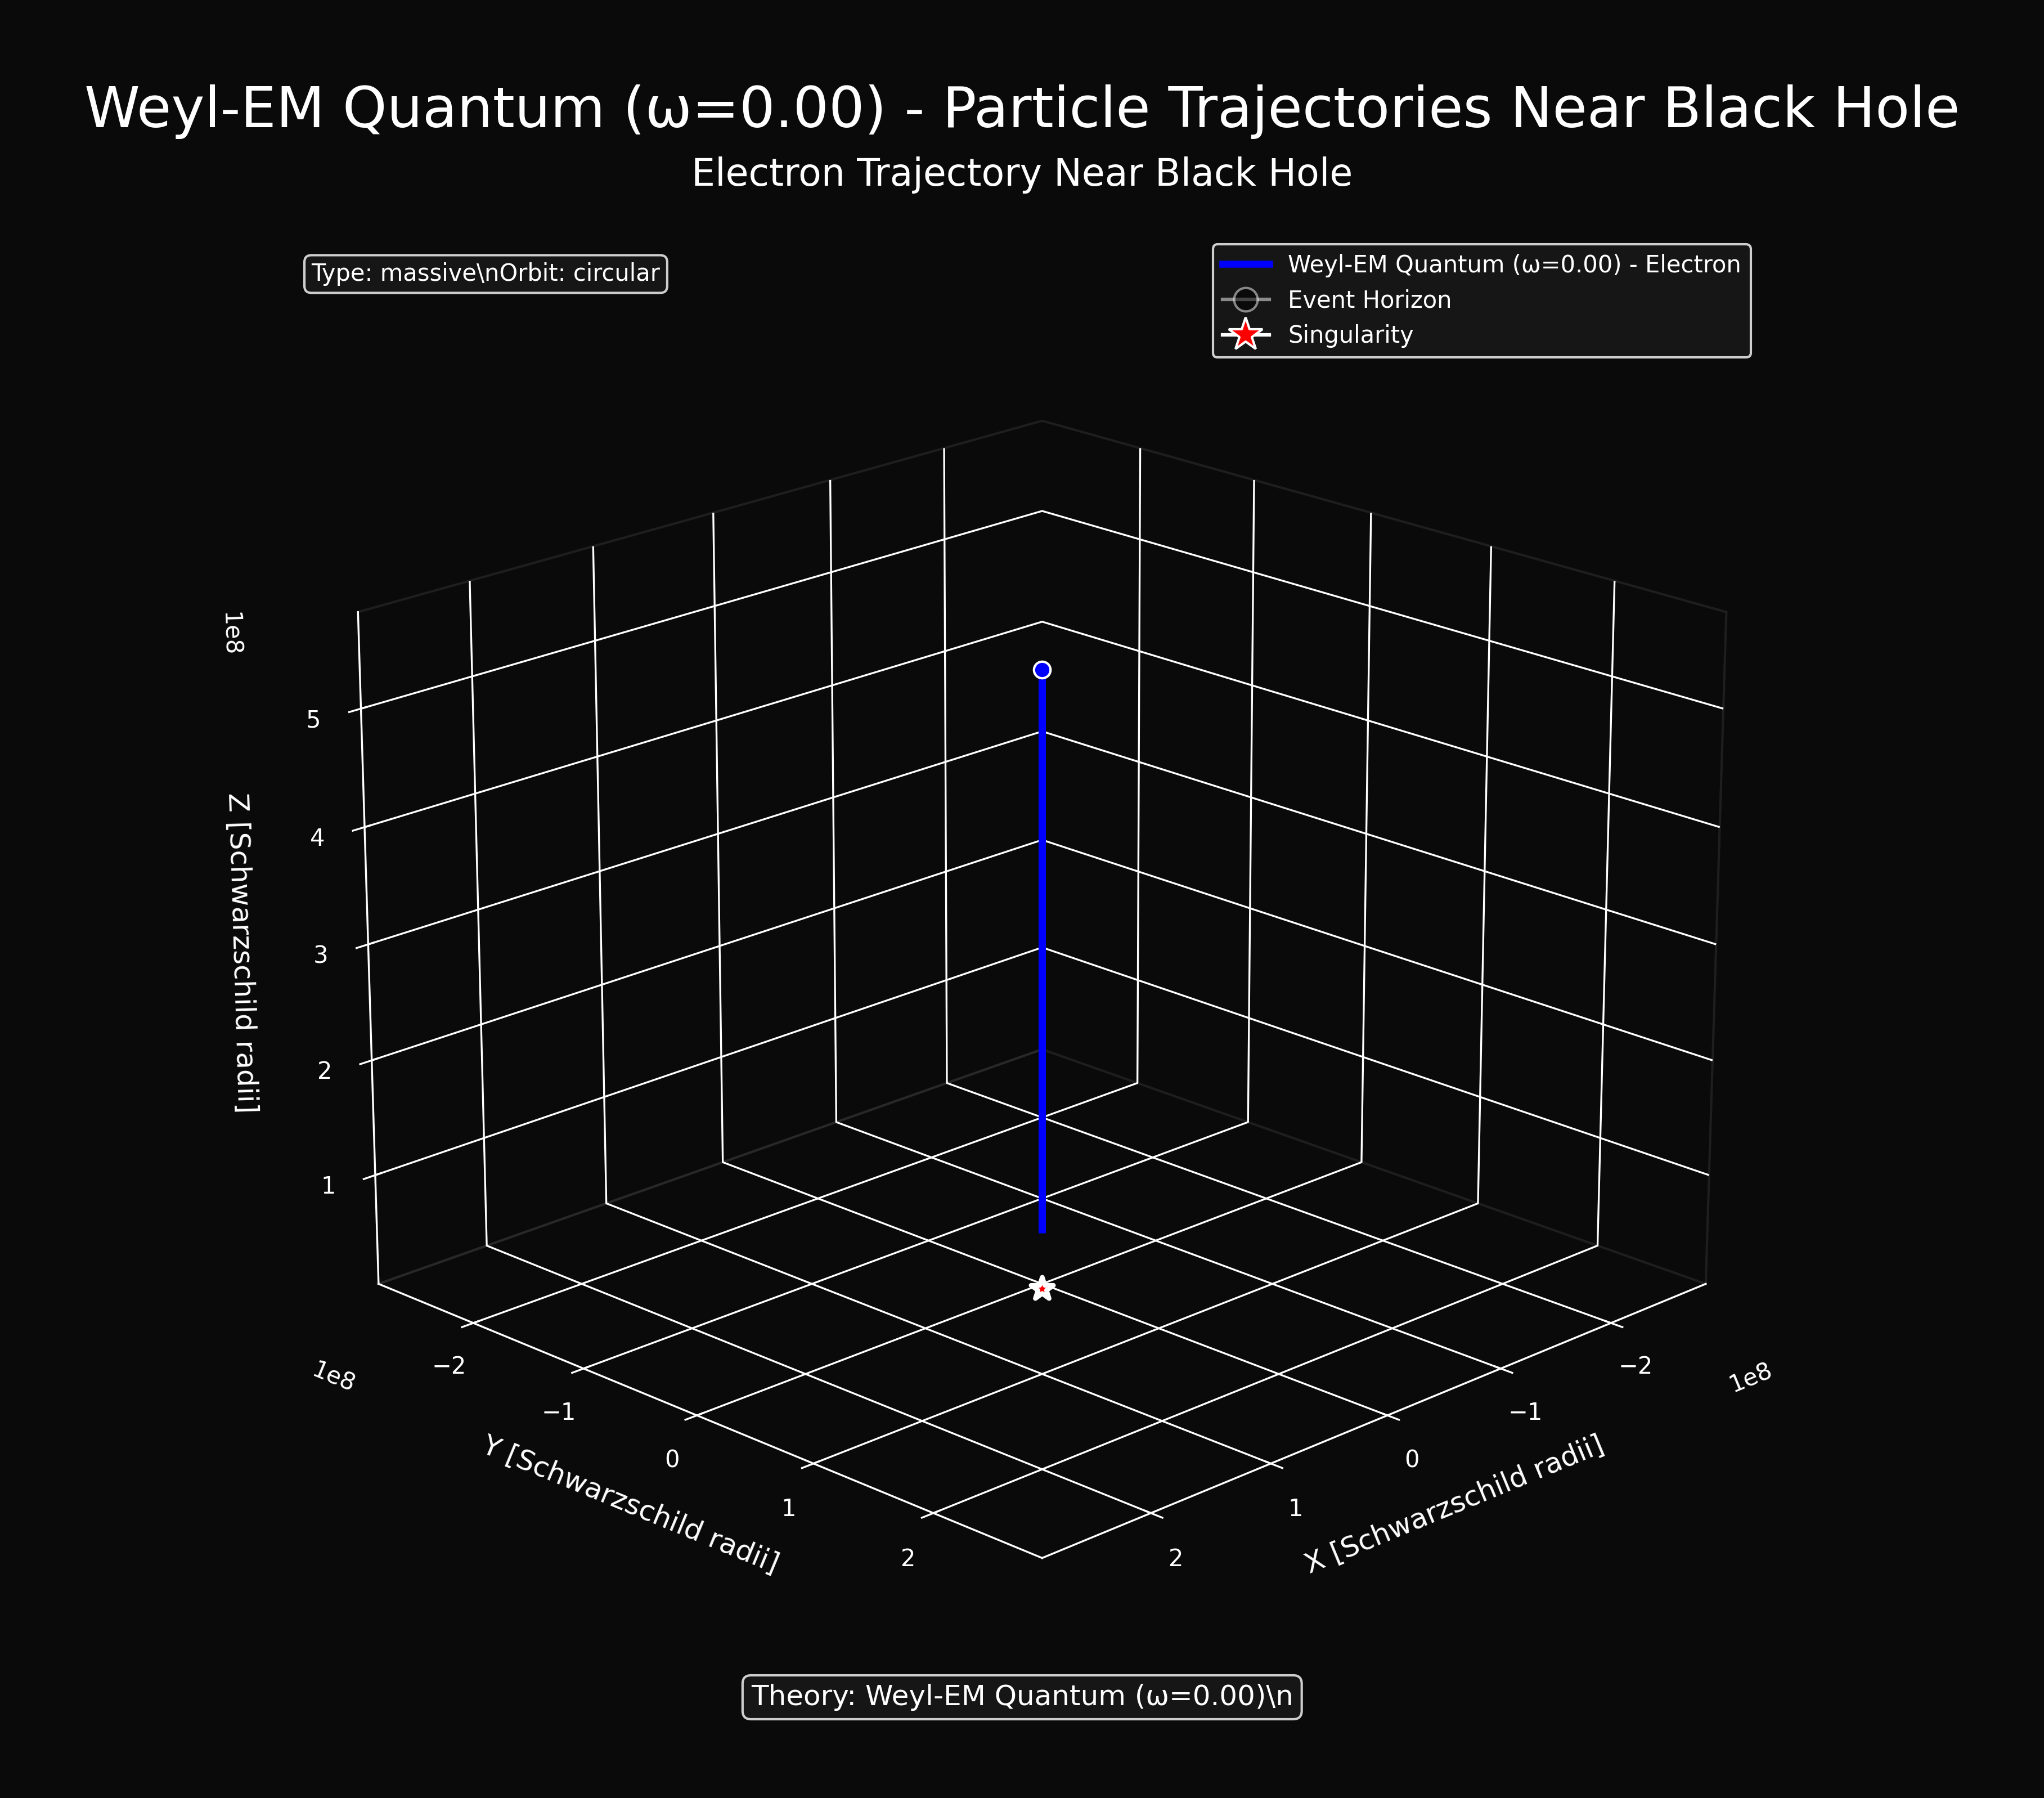 Weyl-EM Quantum (ω=0.00) - Particle Trajectories Near Black Hole
Electron Trajectory Near Black Hole
Type: massive\nOrbit: circular
Weyl-EM Quantum (ω=0.00) - Electron
Event Horizon
Singularity
1e8
5
4
3
2
1
Z [Schwarzschild radii]
1e8
−2
−1
0
1
2
Y [Schwarzschild radii]
1e8
−2
−1
0
1
2
X [Schwarzschild radii]
Theory: Weyl-EM Quantum (ω=0.00)\n